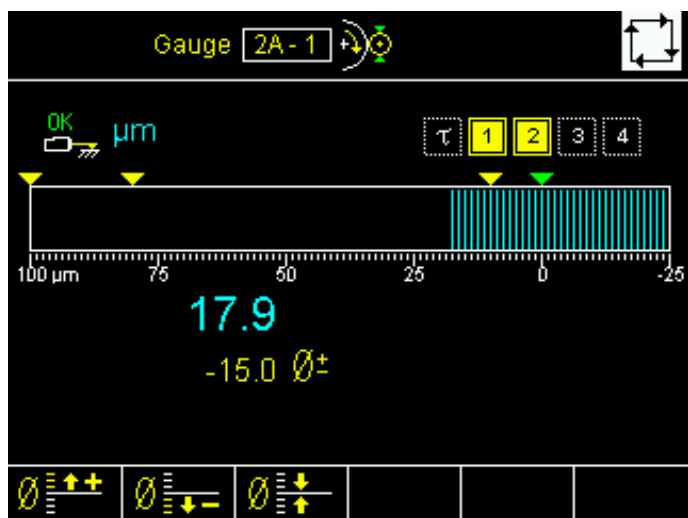 Gauge 2A - 1
OK µm τ 1 2 3 4
100 µm 75 50 25 0 -25
17.9
-15.0 Ø±
Ø + Ø - Ø